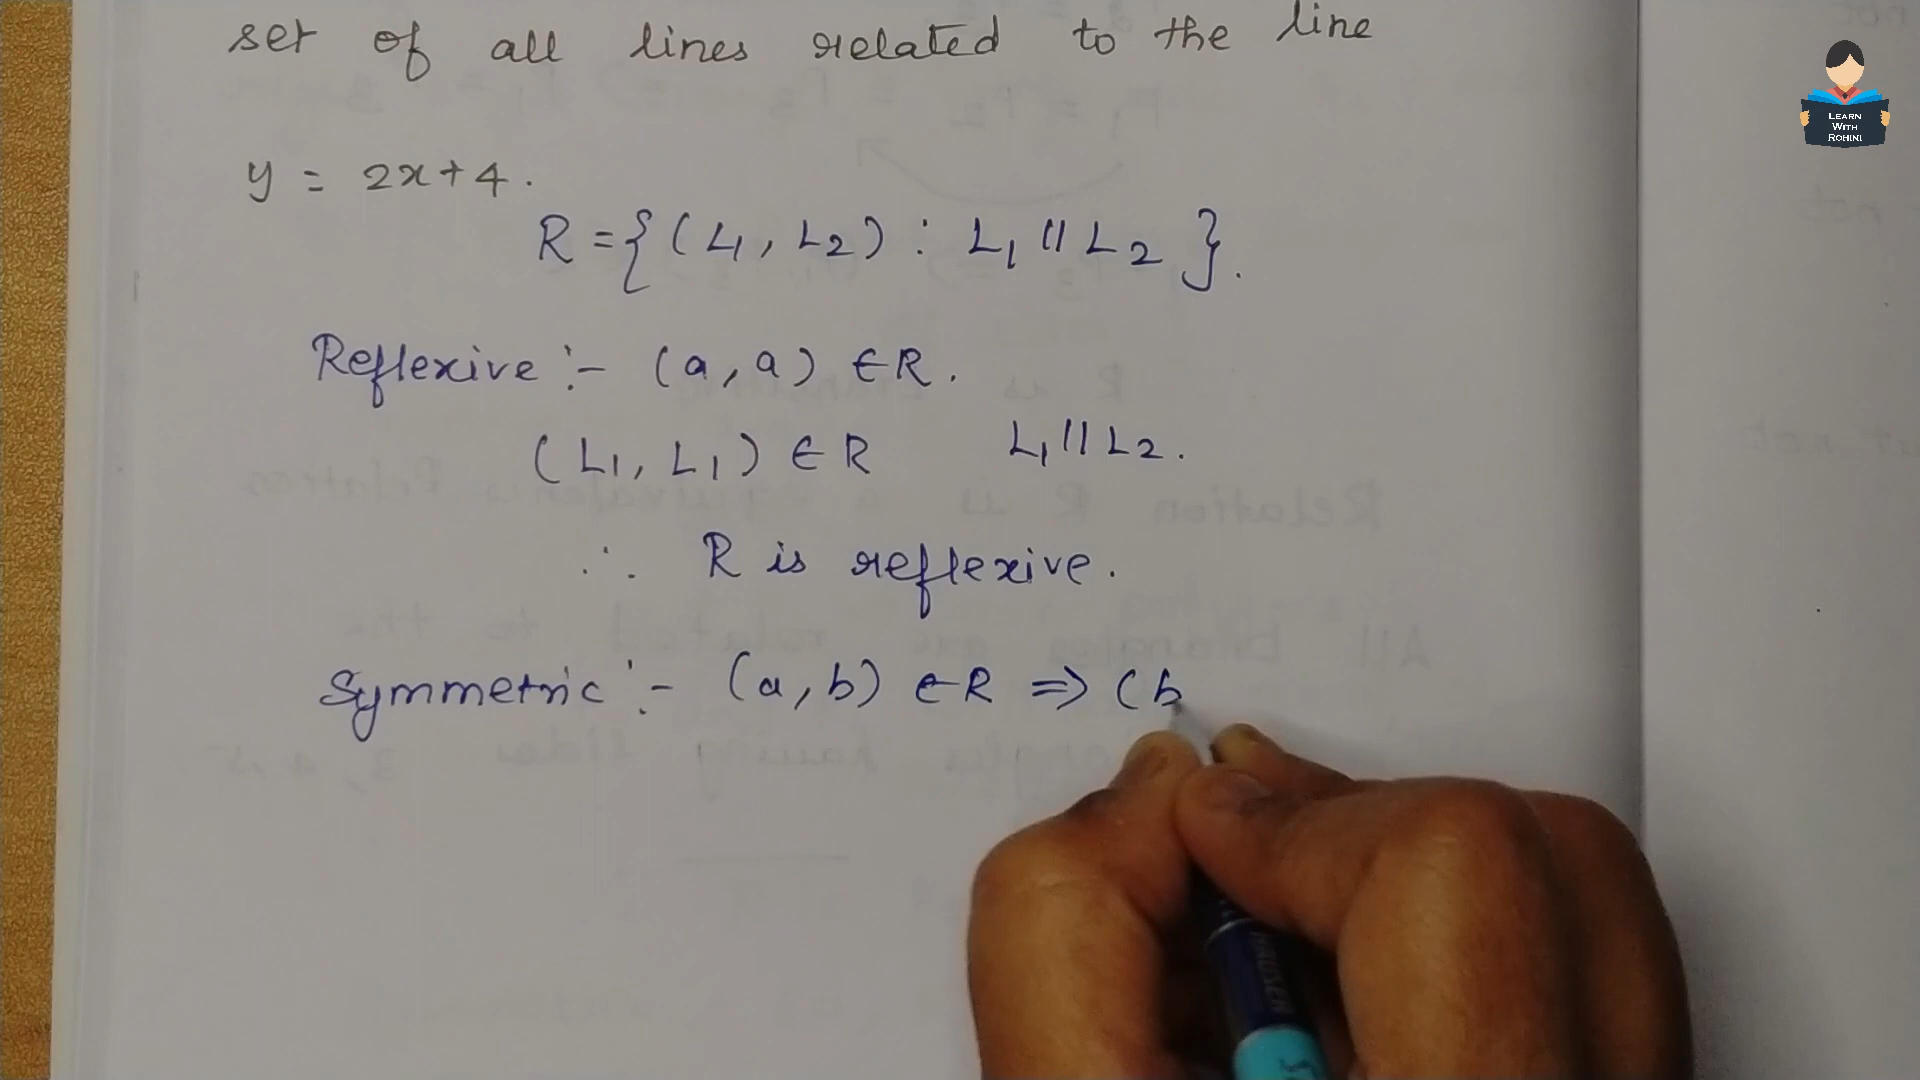 set of all lines related to the line
y = 2x+4.
R = { (L1, L2) : L1 || L2 }.
Reflexive :- (a, a) ∈ R.
(L1, L1) ∈ R L1 || L2.
∴ R is reflexive.
Symmetric :- (a, b) ∈ R ⇒ (b
LEARN
WITH
ROHINI